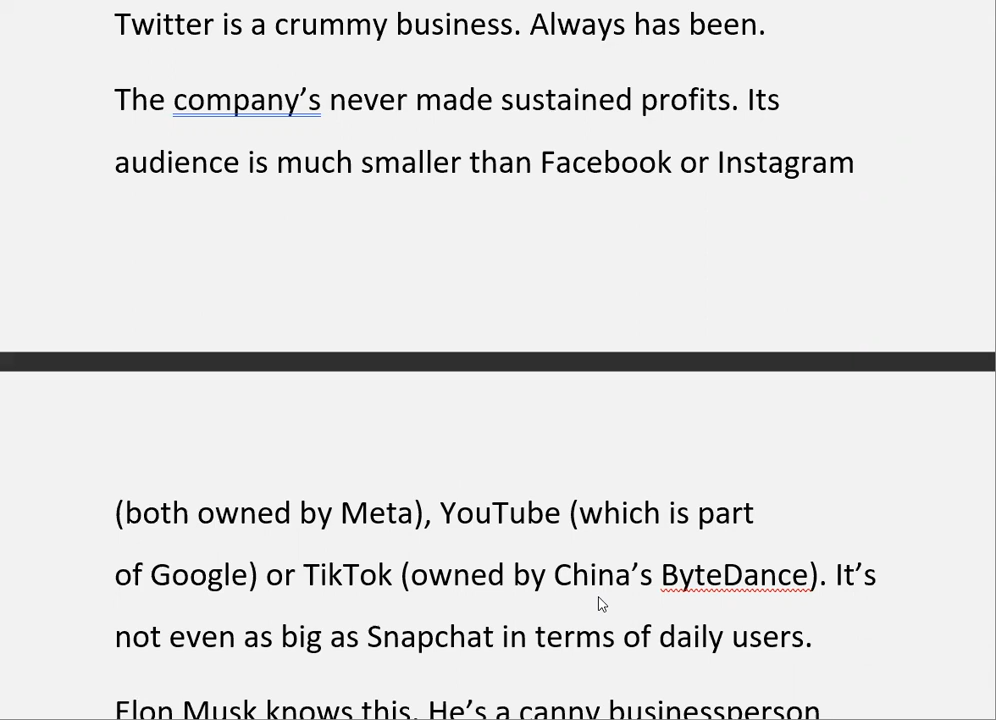 Twitter is a crummy business. Always has been.
The company’s never made sustained profits. Its
audience is much smaller than Facebook or Instagram
(both owned by Meta), YouTube (which is part
of Google) or TikTok (owned by China’s ByteDance). It’s
not even as big as Snapchat in terms of daily users.
Elon Musk knows this. He’s a canny businessperson